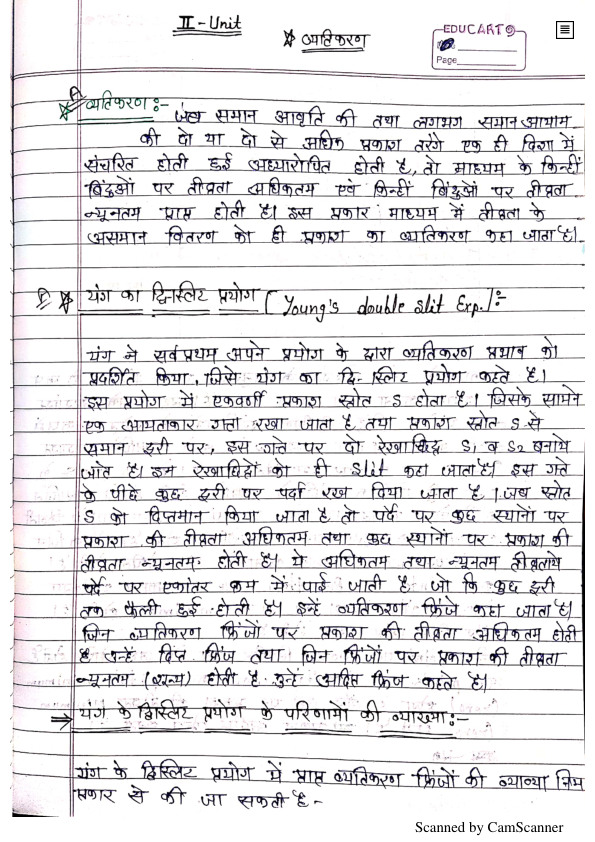 II - Unit
व्यतिकरण
EDUCART
Page
व्यतिकरण :-
जब समान आवृति की तथा लगभग समान आयाम
की दो या दो से अधिक प्रकाश तरंगे एक ही दिशा में
संचरित होती हुई अध्यारोपित होती है, तो माध्यम के किन्हीं
बिंदुओं पर तीव्रता अधिकतम एवं किन्हीं बिंदुओं पर तीव्रता
न्यूनतम प्राप्त होती है। इस प्रकार माध्यम में तीव्रता के
असमान वितरण को ही प्रकाश का व्यतिकरण कहा जाता है।
यंग का द्विस्लिट प्रयोग [Young's double slit Exp.] :-
यंग ने सर्वप्रथम अपने प्रयोग के द्वारा व्यतिकरण प्रभाव को
प्रदर्शित किया, जिसे यंग का द्वि-स्लिट प्रयोग कहते है।
इस प्रयोग में एकवर्णी प्रकाश स्रोत S होता है। जिसके सामने
एक आयताकार गत्ता रखा जाता है तथा प्रकाश स्रोत S से
समान दूरी पर, इस गत्ते पर दो रेखाछिद्र S₁ व S₂ बनाये
जाते है। इन रेखाछिद्रों को ही slit कहा जाता है। इस गत्ते
के पीछे कुछ दूरी पर पर्दा रख दिया जाता है। जब स्रोत
S को दिप्तमान किया जाता है तो पर्दे पर कुछ स्थानों पर
प्रकाश की तीव्रता अधिकतम तथा कुछ स्थानों पर प्रकाश की
तीव्रता न्यूनतम होती है। ये अधिकतम तथा न्यूनतम तीव्रताये
पर्दे पर एकांतर क्रम में पाई जाती है जो कि कुछ दूरी
तक फैली हुई होती है। इन्हें व्यतिकरण फ्रिंजे कहा जाता है।
जिन व्यतिकरण फ्रिंजों पर प्रकाश की तीव्रता अधिकतम होती
है उन्हें दिप्त फ्रिंज तथा जिन फ्रिंजों पर प्रकाश की तीव्रता
न्यूनतम (शून्य) होती है उन्हें अदिप्त फ्रिंज कहते है।
⇒ यंग के द्विस्लिट प्रयोग के परिणामों की व्याख्या :-
यंग के द्विस्लिट प्रयोग में प्राप्त व्यतिकरण फ्रिंजों की व्याख्या निम्न
प्रकार से की जा सकती है -
Scanned by CamScanner